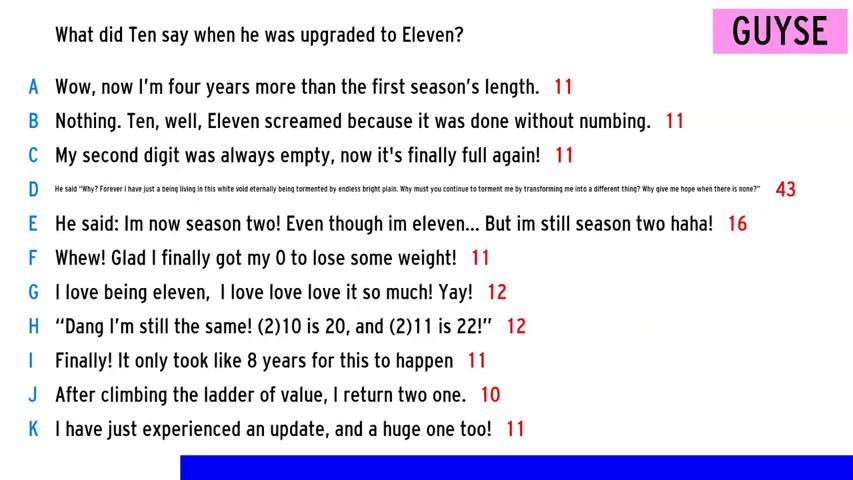 What did Ten say when he was upgraded to Eleven?
GUYSE
A Wow, now I'm four years more than the first season's length. 11
B Nothing. Ten, well, Eleven screamed because it was done without numbing. 11
C My second digit was always empty, now it's finally full again! 11
D He said "Why? Forever I have just a being living in this white void eternally being tormented by endless bright plain. Why must you continue to torment me by transforming me into a different thing? Why give me hope when there is none?" 43
E He said: Im now season two! Even though im eleven... But im still season two haha! 16
F Whew! Glad I finally got my 0 to lose some weight! 11
G I love being eleven, I love love love it so much! Yay! 12
H “Dang I'm still the same! (2)10 is 20, and (2)11 is 22!” 12
I Finally! It only took like 8 years for this to happen 11
J After climbing the ladder of value, I return two one. 10
K I have just experienced an update, and a huge one too! 11